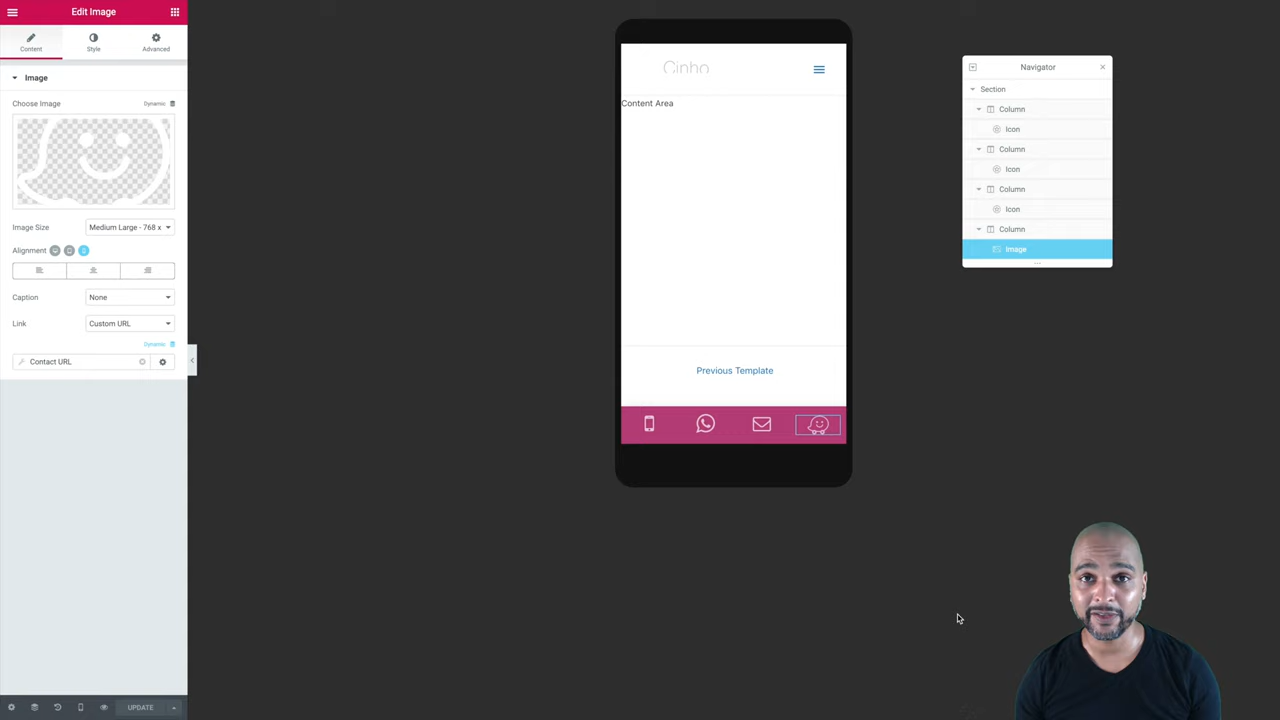 Edit Image
Content
Style
Advanced
Image
Choose Image
Dynamic
Image Size
Medium Large - 768 x
Alignment
Caption
None
Link
Custom URL
Dynamic
Contact URL
UPDATE
Content Area
Previous Template
Navigator
Section
Column
Icon
Column
Icon
Column
Icon
Column
Image